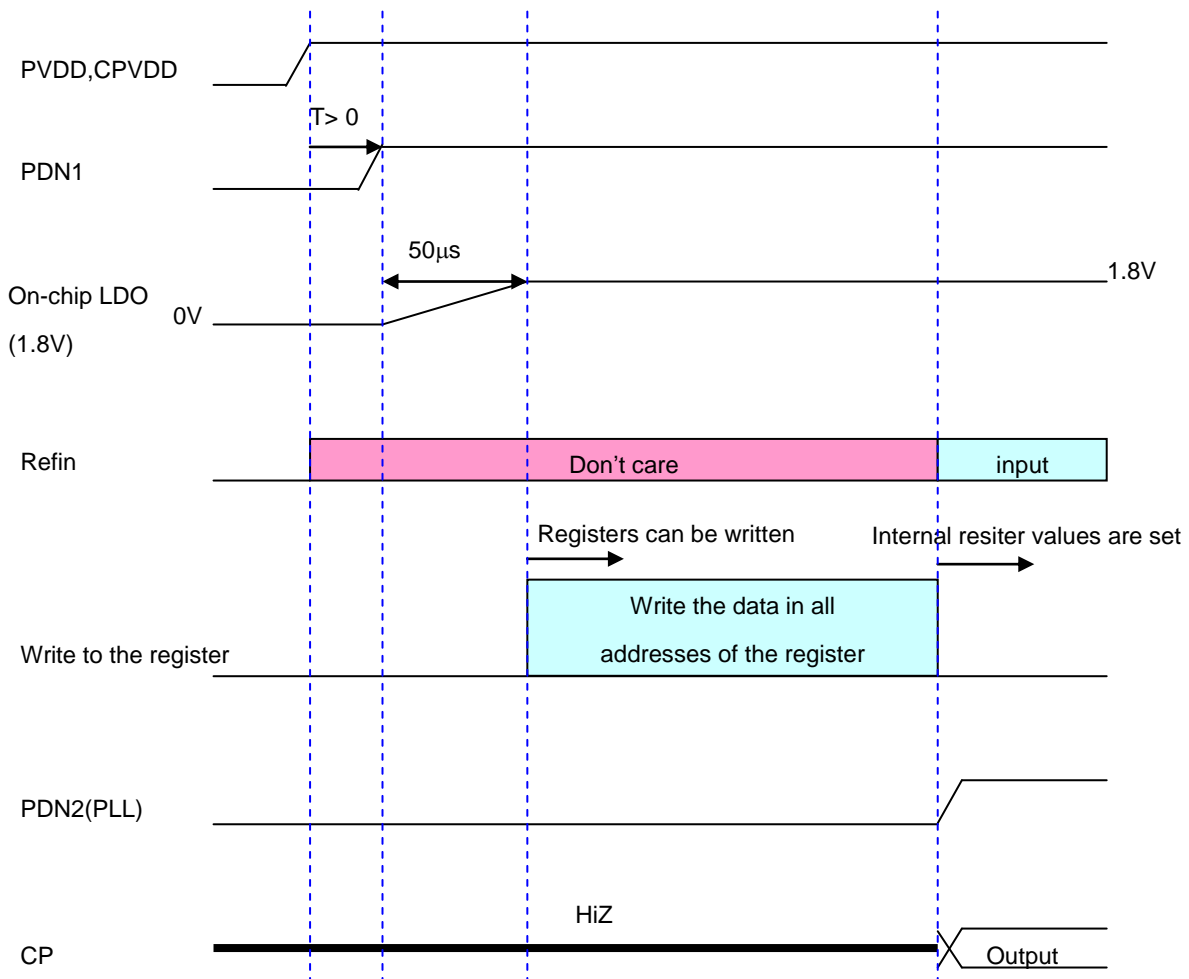 PVDD,CPVDD
T> 0
PDN1
50μs
1.8V
On-chip LDO
0V
(1.8V)
Refin
Don't care
input
Registers can be written
Internal resiter values are set
Write the data in all
addresses of the register
Write to the register
PDN2(PLL)
HiZ
CP
Output